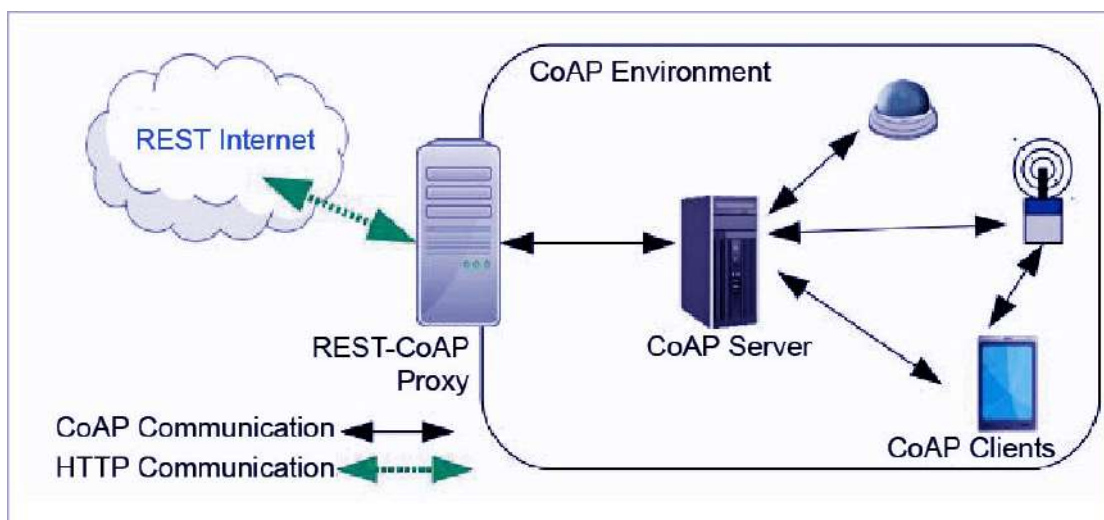 CoAP Environment
REST Internet
REST-CoAP
Proxy
CoAP Server
CoAP Clients
CoAP Communication
HTTP Communication